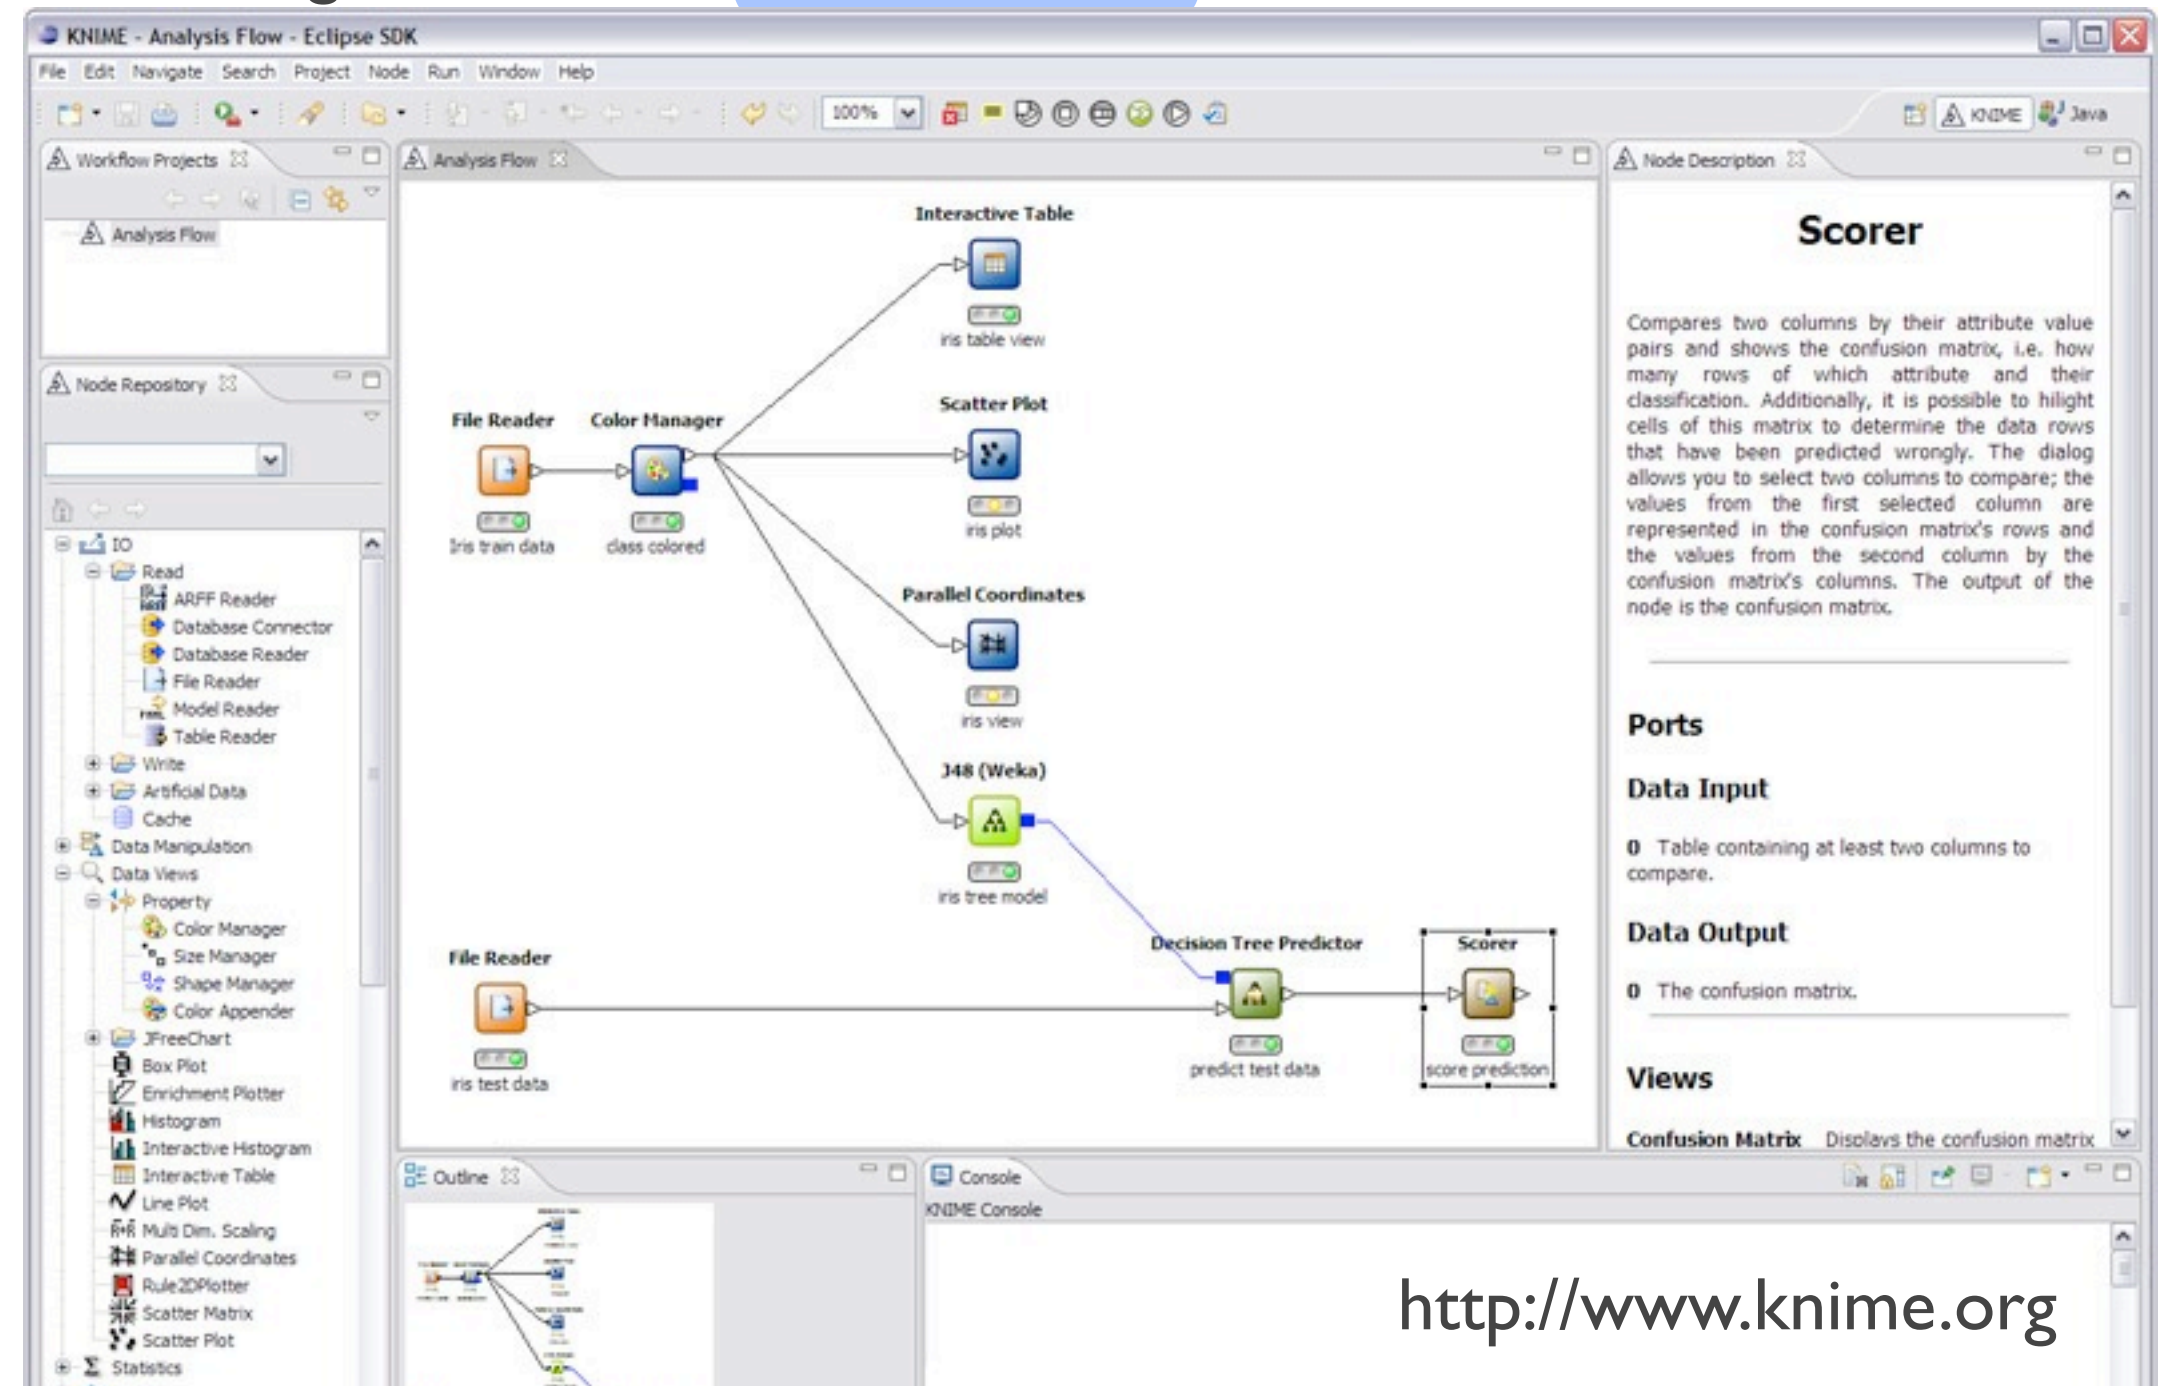 KNIME - Analysis Flow - Eclipse SDK
File Edit Navigate Search Project Node Run Window Help
100%
KNIME
Java
Workflow Projects
Analysis Flow
Node Repository
IO
Read
ARFF Reader
Database Connector
Database Reader
File Reader
Model Reader
Table Reader
Write
Artificial Data
Cache
Data Manipulation
Data Views
Property
Color Manager
Size Manager
Shape Manager
Color Appender
JFreeChart
Box Plot
Enrichment Plotter
Histogram
Interactive Histogram
Interactive Table
Line Plot
Multi Dim. Scaling
Parallel Coordinates
Rule2DPlotter
Scatter Matrix
Scatter Plot
Statistics
Analysis Flow
Interactive Table
iris table view
Scatter Plot
iris plot
File Reader
Iris train data
Color Manager
class colored
Parallel Coordinates
iris view
J48 (Weka)
iris tree model
File Reader
iris test data
Decision Tree Predictor
predict test data
Scorer
score prediction
Node Description
Scorer
Compares two columns by their attribute value
pairs and shows the confusion matrix, i.e. how
many rows of which attribute and their
classification. Additionally, it is possible to hilight
cells of this matrix to determine the data rows
that have been predicted wrongly. The dialog
allows you to select two columns to compare; the
values from the first selected column are
represented in the confusion matrix's rows and
the values from the second column by the
confusion matrix's columns. The output of the
node is the confusion matrix.
Ports
Data Input
0 Table containing at least two columns to
compare.
Data Output
0 The confusion matrix.
Views
Confusion Matrix Displays the confusion matrix
Outline
Console
KNIME Console
http://www.knime.org